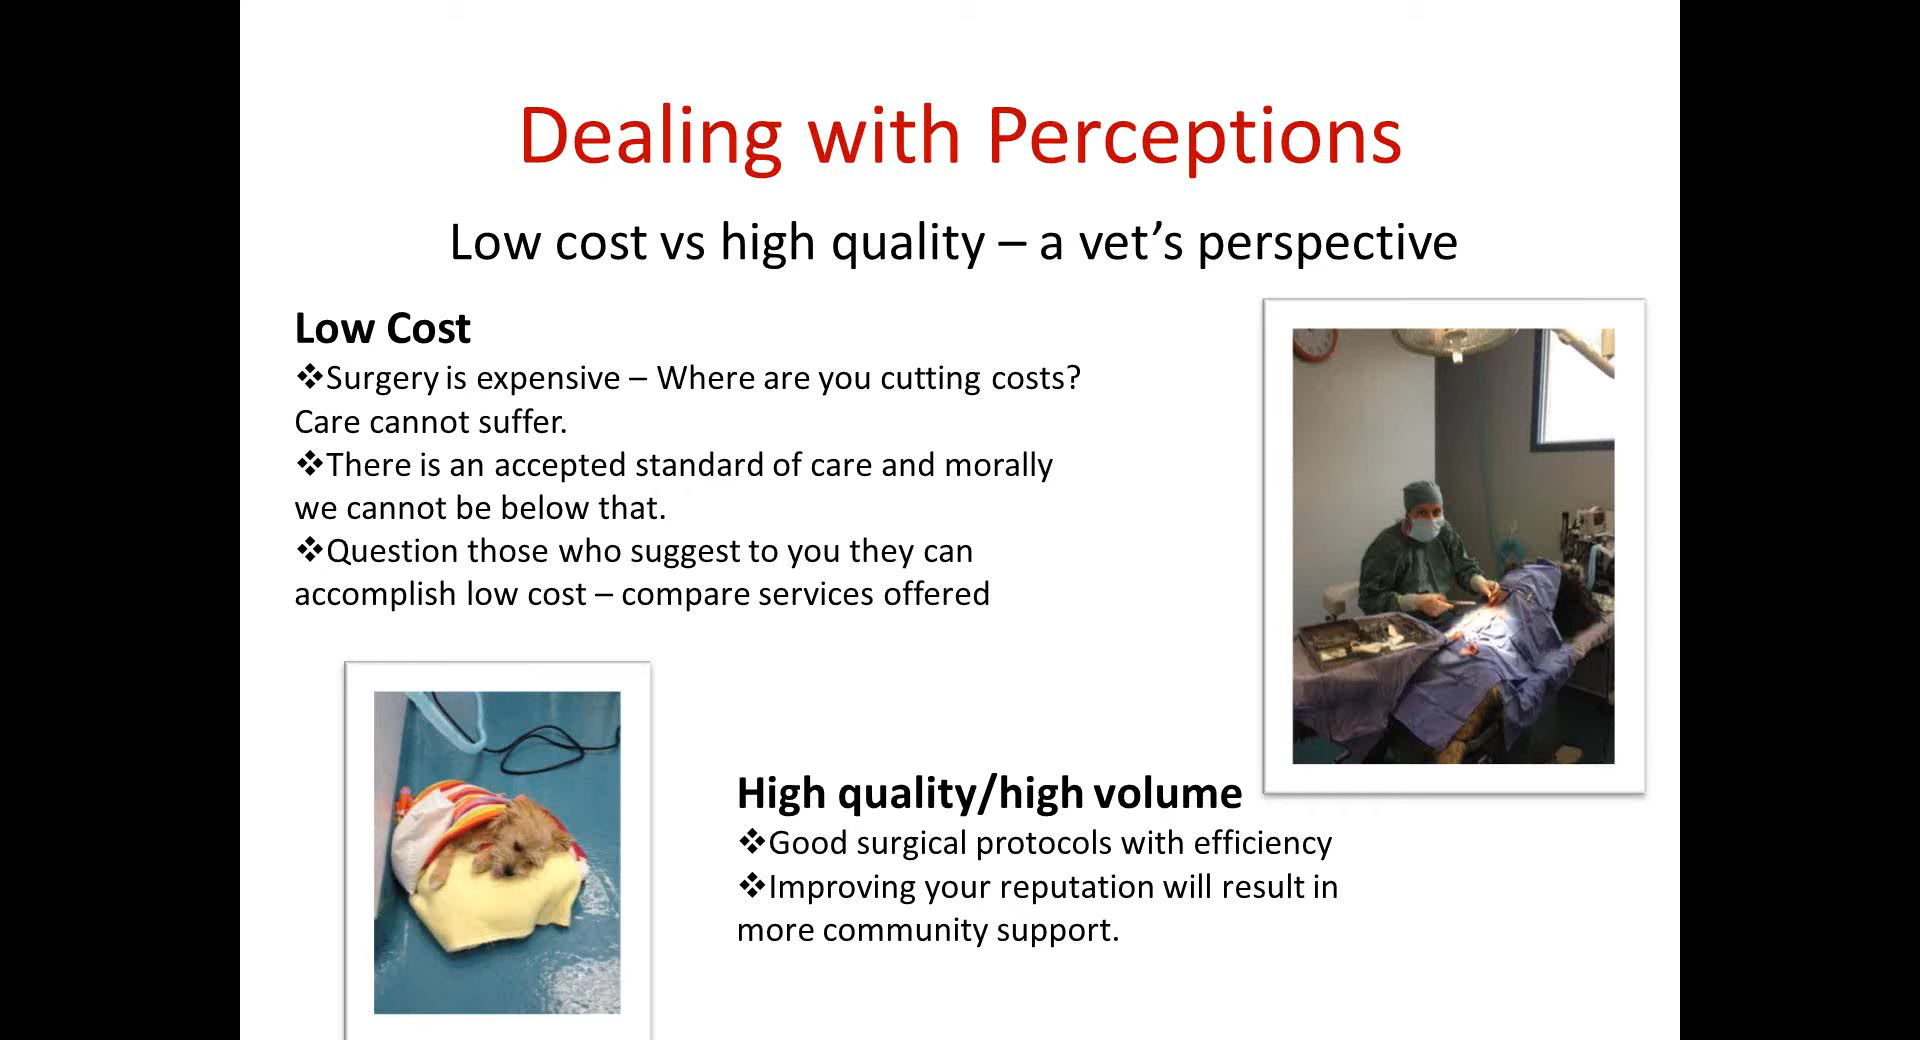 Dealing with Perceptions
Low cost vs high quality – a vet’s perspective
Low Cost
❖Surgery is expensive – Where are you cutting costs?
Care cannot suffer.
❖There is an accepted standard of care and morally
we cannot be below that.
❖Question those who suggest to you they can
accomplish low cost – compare services offered
High quality/high volume
❖Good surgical protocols with efficiency
❖Improving your reputation will result in
more community support.